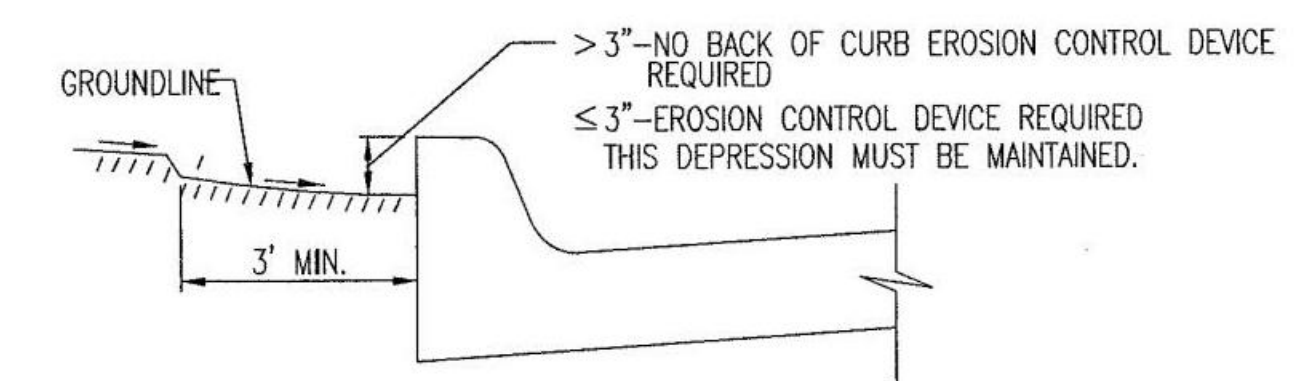 >3"-NO BACK OF CURB EROSION CONTROL DEVICE
REQUIRED
GROUNDLINE
≤3"-EROSION CONTROL DEVICE REQUIRED
THIS DEPRESSION MUST BE MAINTAINED.
3' MIN.